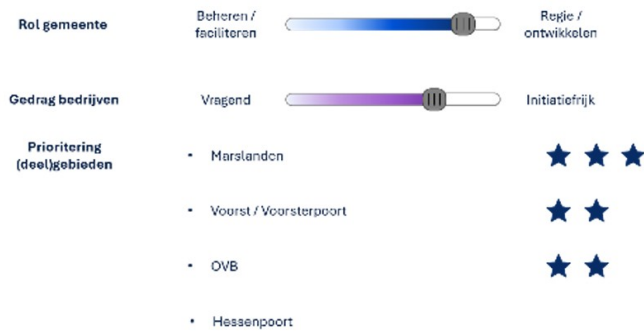 Rol gemeente
Beheren /
faciliteren
Regie /
ontwikkelen
Gedrag bedrijven
Vragend
Initiatiefrijk
Prioritering
(deel)gebieden
• Marslanden
• Voorst / Voorsterpoort
• OVB
• Hessenpoort